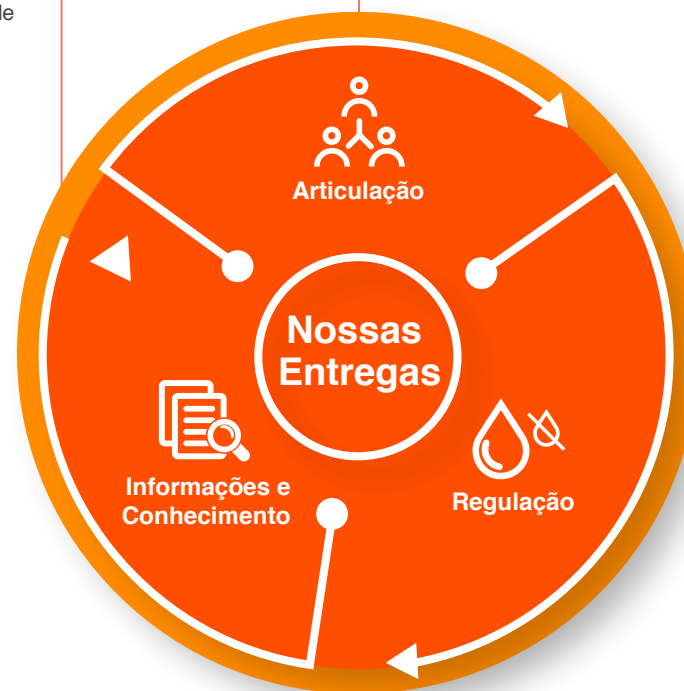 Articulação
Nossas
Entregas
Informações e
Conhecimento
Regulação